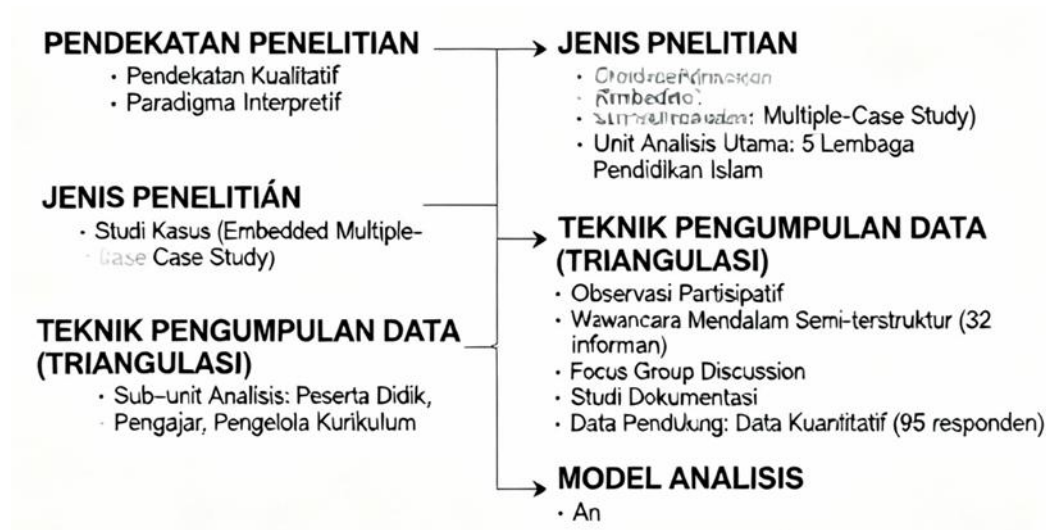 PENDEKATAN PENELITIAN
· Pendekatan Kualitatif
· Paradigma Interpretif
JENIS PENELITIÁN
· Studi Kasus (Embedded Multiple-
Case Study)
TEKNIK PENGUMPULAN DATA
(TRIANGULASI)
· Sub-unit Analisis: Peserta Didik,
· Pengajar, Pengelola Kurikulum
JENIS PNELITIAN
· Multiple-Case Study)
· Unit Analisis Utama: 5 Lembaga
Pendidikan Islam
TEKNIK PENGUMPULAN DATA
(TRIANGULASI)
· Observasi Partisipatif
· Wawancara Mendalam Semi-terstruktur (32
informan)
· Focus Group Discussion
· Studi Dokumentasi
· Data Pendukung: Data Kuantitatif (95 responden)
MODEL ANALISIS
· An